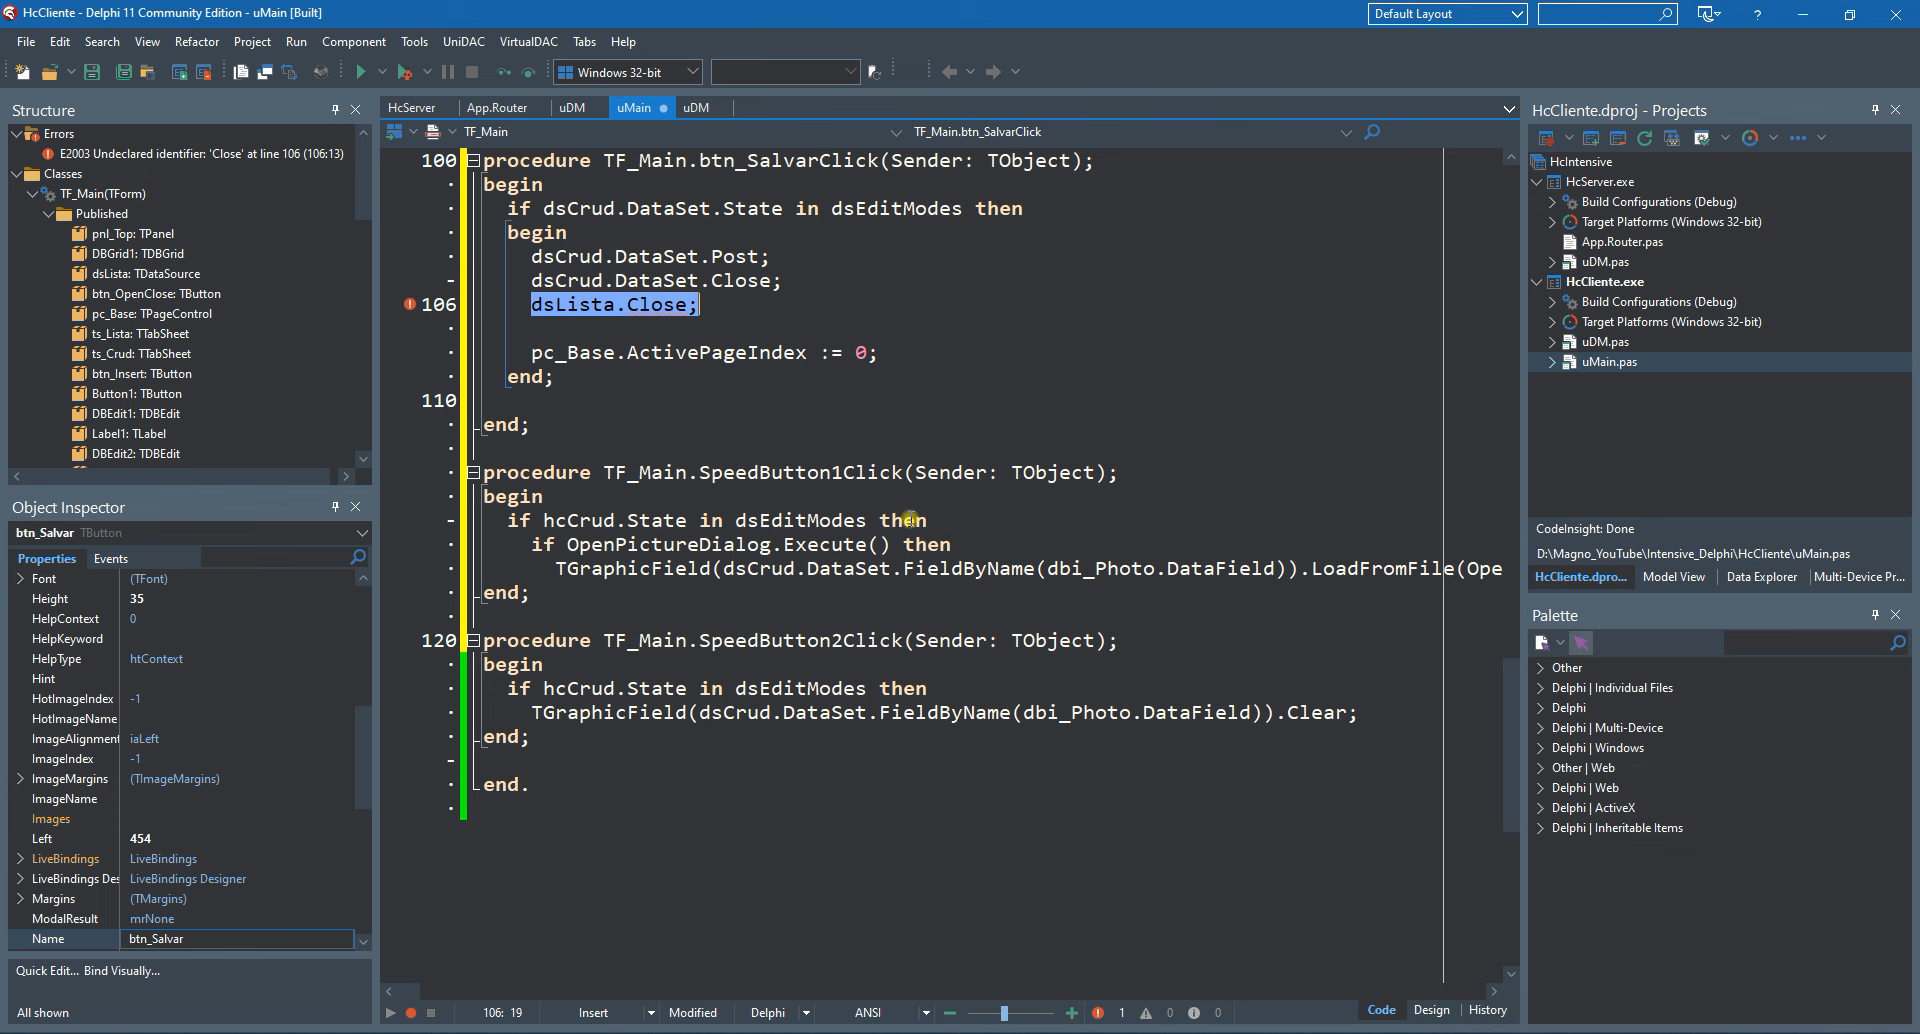 HcCliente - Delphi 11 Community Edition - uMain [Built]
Default Layout
File Edit Search View Refactor Project Run Component Tools UniDAC VirtualDAC Tabs Help
Windows 32-bit
Structure
Errors
E2003 Undeclared identifier: 'Close' at line 106 (106:13)
Classes
TF_Main(TForm)
Published
pnl_Top: TPanel
DBGrid1: TDBGrid
dsLista: TDataSource
btn_OpenClose: TButton
pc_Base: TPageControl
ts_Lista: TTabSheet
ts_Crud: TTabSheet
btn_Insert: TButton
Button1: TButton
DBEdit1: TDBEdit
Label1: TLabel
DBEdit2: TDBEdit
Object Inspector
btn_Salvar TButton
Properties Events
Font (TFont)
Height 35
HelpContext 0
HelpKeyword
HelpType htContext
Hint
HotImageIndex -1
HotImageName
ImageAlignment iaLeft
ImageIndex -1
ImageMargins (TImageMargins)
ImageName
Images
Left 454
LiveBindings LiveBindings
LiveBindings Des LiveBindings Designer
Margins (TMargins)
ModalResult mrNone
Name btn_Salvar
Quick Edit... Bind Visually...
All shown
HcServer App.Router uDM uMain uDM
TF_Main TF_Main.btn_SalvarClick
100 procedure TF_Main.btn_SalvarClick(Sender: TObject);
begin
if dsCrud.DataSet.State in dsEditModes then
begin
dsCrud.DataSet.Post;
dsCrud.DataSet.Close;
106 dsLista.Close;
pc_Base.ActivePageIndex := 0;
end;
110
end;
procedure TF_Main.SpeedButton1Click(Sender: TObject);
begin
if hcCrud.State in dsEditModes then
if OpenPictureDialog.Execute() then
TGraphicField(dsCrud.DataSet.FieldByName(dbi_Photo.DataField)).LoadFromFile(Ope
end;
120 procedure TF_Main.SpeedButton2Click(Sender: TObject);
begin
if hcCrud.State in dsEditModes then
TGraphicField(dsCrud.DataSet.FieldByName(dbi_Photo.DataField)).Clear;
end;
end.
106: 19 Insert Modified Delphi ANSI 1 0 0 Code Design History
HcCliente.dproj - Projects
HcIntensive
HcServer.exe
Build Configurations (Debug)
Target Platforms (Windows 32-bit)
App.Router.pas
uDM.pas
HcCliente.exe
Build Configurations (Debug)
Target Platforms (Windows 32-bit)
uDM.pas
uMain.pas
CodeInsight: Done
D:\Magno_YouTube\Intensive_Delphi\HcCliente\uMain.pas
HcCliente.dpro... Model View Data Explorer Multi-Device Pr...
Palette
Other
Delphi | Individual Files
Delphi
Delphi | Multi-Device
Delphi | Windows
Other | Web
Delphi | Web
Delphi | ActiveX
Delphi | Inheritable Items